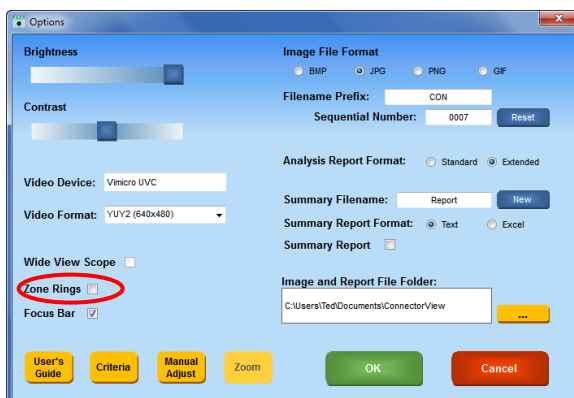 Options
Brightness
Contrast
Video Device: Vimicro UVC
Video Format: YUY2 (640x480)
Wide View Scope
Zone Rings
Focus Bar
User's
Guide
Criteria
Manual
Adjust
Zoom
Image File Format
BMP JPG PNG GIF
Filename Prefix: CON
Sequential Number: 0007 Reset
Analysis Report Format: Standard Extended
Summary Filename: Report New
Summary Report Format: Text Excel
Summary Report
Image and Report File Folder:
C:\Users\Ted\Documents\ConnectorView
...
OK
Cancel